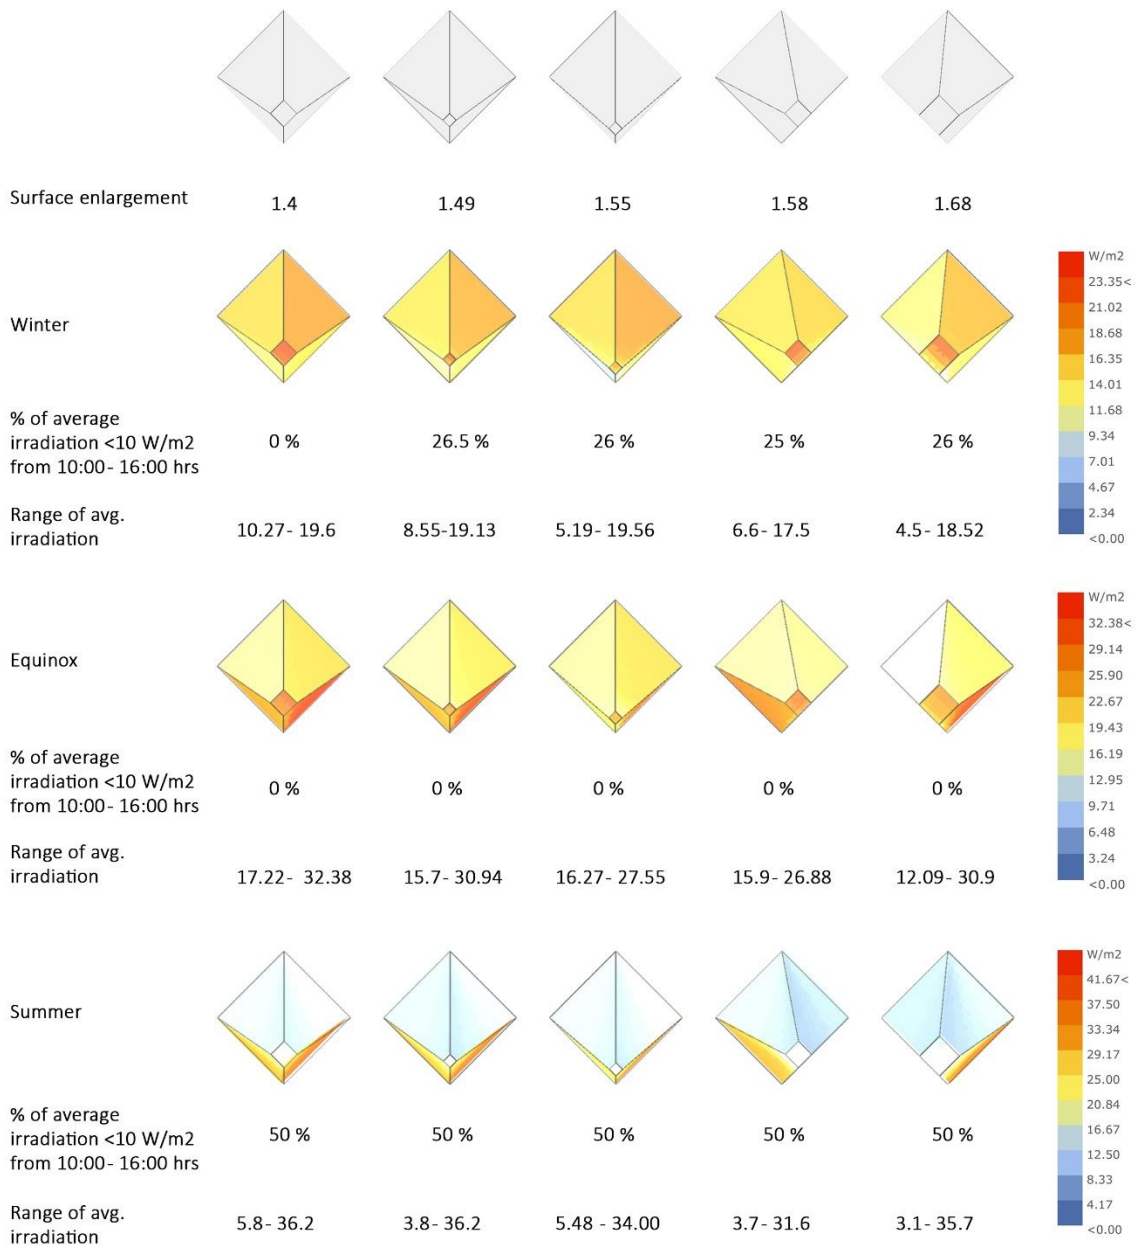 Surface enlargement 1.4 1.49 1.55 1.58 1.68
Winter
W/m2
23.35<
21.02
18.68
16.35
14.01
11.68
9.34
7.01
4.67
2.34
<0.00
% of average
irradiation <10 W/m2
from 10:00- 16:00 hrs
0 % 26.5 % 26 % 25 % 26 %
Range of avg.
irradiation
10.27- 19.6 8.55-19.13 5.19- 19.56 6.6- 17.5 4.5- 18.52
Equinox
W/m2
32.38<
29.14
25.90
22.67
19.43
16.19
12.95
9.71
6.48
3.24
<0.00
% of average
irradiation <10 W/m2
from 10:00- 16:00 hrs
0 % 0 % 0 % 0 % 0 %
Range of avg.
irradiation
17.22- 32.38 15.7- 30.94 16.27- 27.55 15.9- 26.88 12.09- 30.9
Summer
W/m2
41.67<
37.50
33.34
29.17
25.00
20.84
16.67
12.50
8.33
4.17
<0.00
% of average
irradiation <10 W/m2
from 10:00- 16:00 hrs
50 % 50 % 50 % 50 % 50 %
Range of avg.
irradiation
5.8- 36.2 3.8- 36.2 5.48 - 34.00 3.7- 31.6 3.1- 35.7